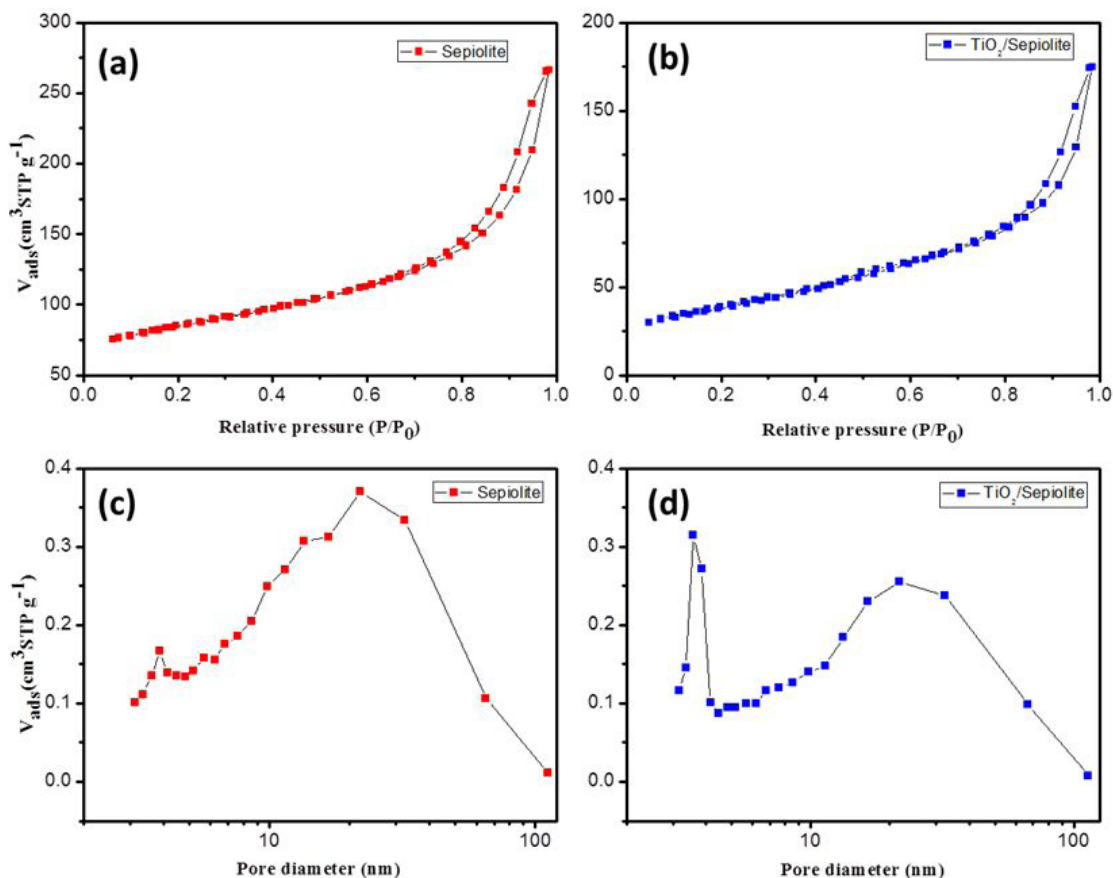 (a)
Sepiolite
300
250
200
150
100
50
V_ads(cm³STP g⁻¹)
0.0 0.2 0.4 0.6 0.8 1.0
Relative pressure (P/P₀)
(b)
TiO₂/Sepiolite
200
150
100
50
0
0.0 0.2 0.4 0.6 0.8 1.0
Relative pressure (P/P₀)
(c)
Sepiolite
0.4
0.3
0.2
0.1
0.0
V_ads(cm³STP g⁻¹)
10 100
Pore diameter (nm)
(d)
TiO₂/Sepiolite
0.4
0.3
0.2
0.1
0.0
10 100
Pore diameter (nm)